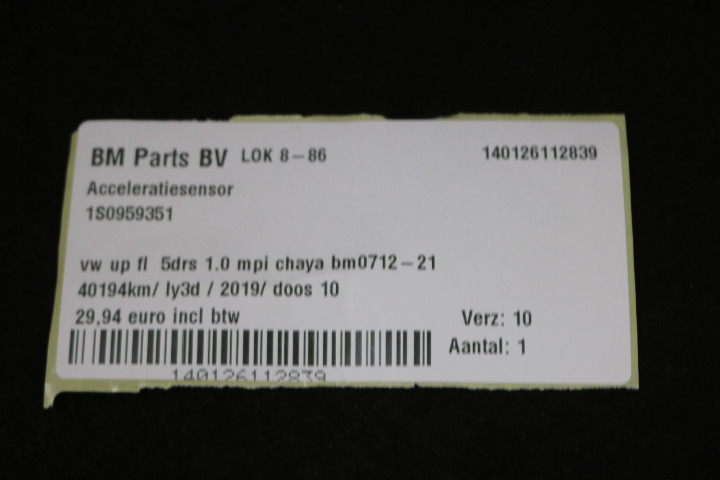 BM Parts BV LOK 8-86 140126112839
Acceleratiesensor
1S0959351
vw up fl 5drs 1.0 mpi chaya bm0712-21
40194km/ ly3d / 2019/ doos 10
29,94 euro incl btw Verz: 10
Aantal: 1
140126112839